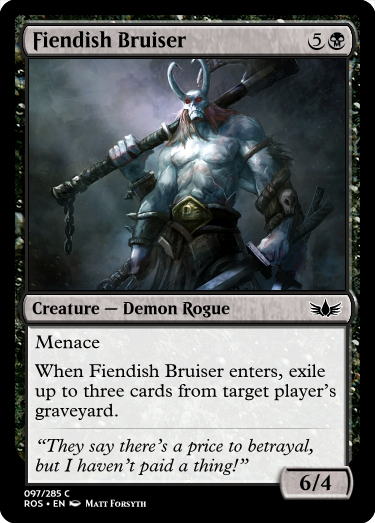 Fiendish Bruiser 5
Creature — Demon Rogue
Menace
When Fiendish Bruiser enters, exile
up to three cards from target player's
graveyard.
“They say there's a price to betrayal,
but I haven't paid a thing!”
6/4
097/285 C
ROS • EN Matt Forsyth